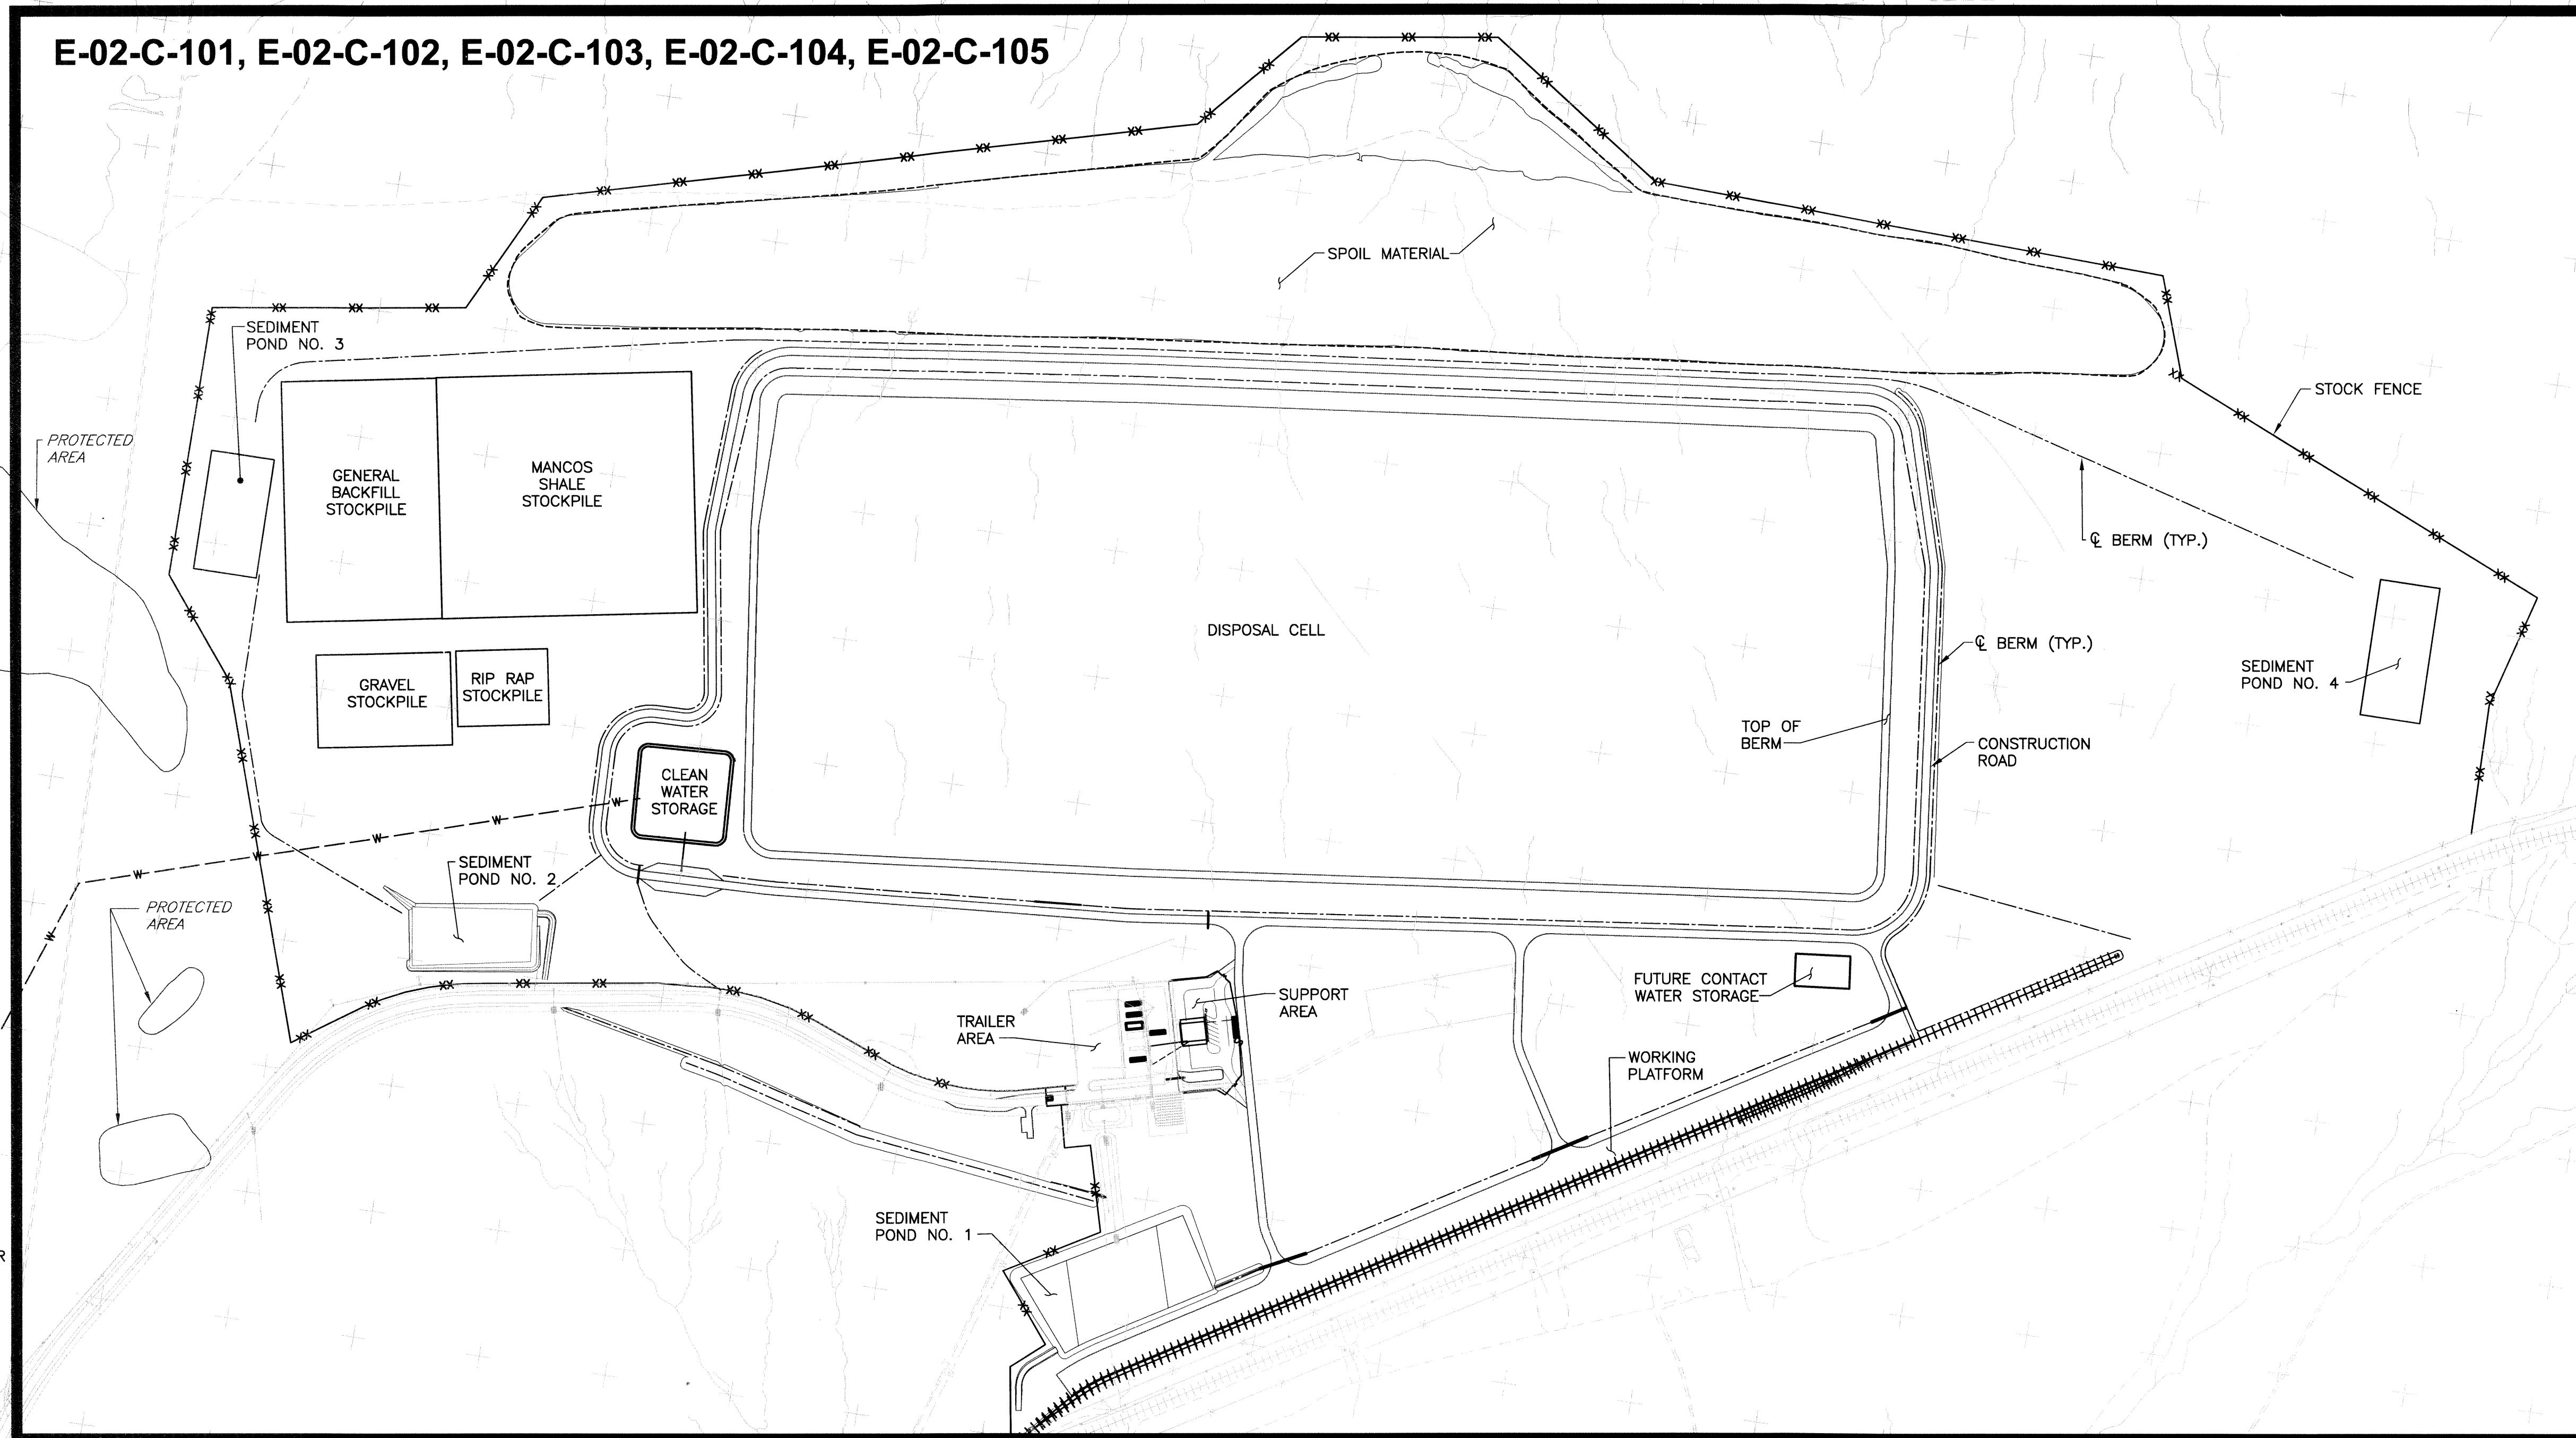 E-02-C-101, E-02-C-102, E-02-C-103, E-02-C-104, E-02-C-105
SPOIL MATERIAL
SEDIMENT
POND NO. 3
STOCK FENCE
PROTECTED
AREA
GENERAL
BACKFILL
STOCKPILE
MANCOS
SHALE
STOCKPILE
℄ BERM (TYP.)
DISPOSAL CELL
℄ BERM (TYP.)
SEDIMENT
POND NO. 4
GRAVEL
STOCKPILE
RIP RAP
STOCKPILE
TOP OF
BERM
CONSTRUCTION
ROAD
CLEAN
WATER
STORAGE
SEDIMENT
POND NO. 2
PROTECTED
AREA
FUTURE CONTACT
WATER STORAGE
SUPPORT
AREA
TRAILER
AREA
WORKING
PLATFORM
SEDIMENT
POND NO. 1
R